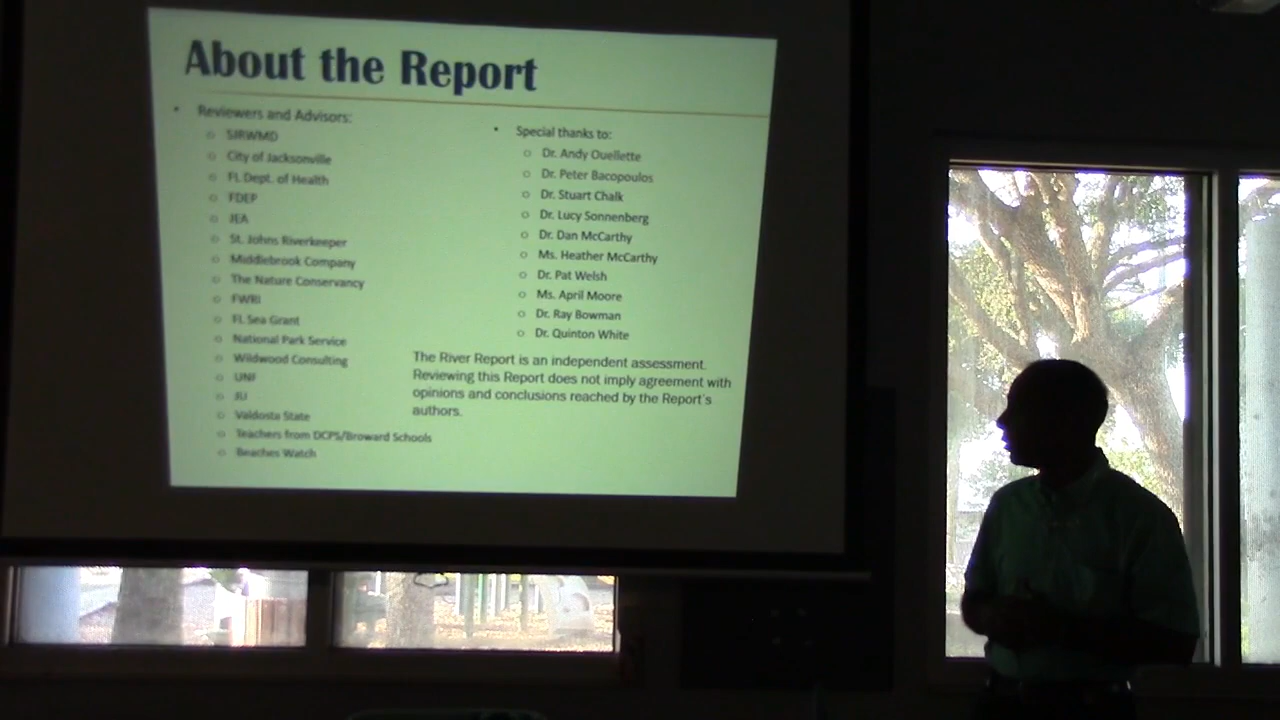 About the Report
• Reviewers and Advisors:
o SJRWMD
o City of Jacksonville
o FL Dept. of Health
o FDEP
o JEA
o St. Johns Riverkeeper
o Middlebrook Company
o The Nature Conservancy
o FWRI
o FL Sea Grant
o National Park Service
o Wildwood Consulting
o UNF
o JU
o Valdosta State
o Teachers from DCPS/Broward Schools
o Beaches Watch
• Special thanks to:
o Dr. Andy Ouellette
o Dr. Peter Bacopoulos
o Dr. Stuart Chalk
o Dr. Lucy Sonnenberg
o Dr. Dan McCarthy
o Ms. Heather McCarthy
o Dr. Pat Welsh
o Ms. April Moore
o Dr. Ray Bowman
o Dr. Quinton White
The River Report is an independent assessment.
Reviewing this Report does not imply agreement with
opinions and conclusions reached by the Report's
authors.